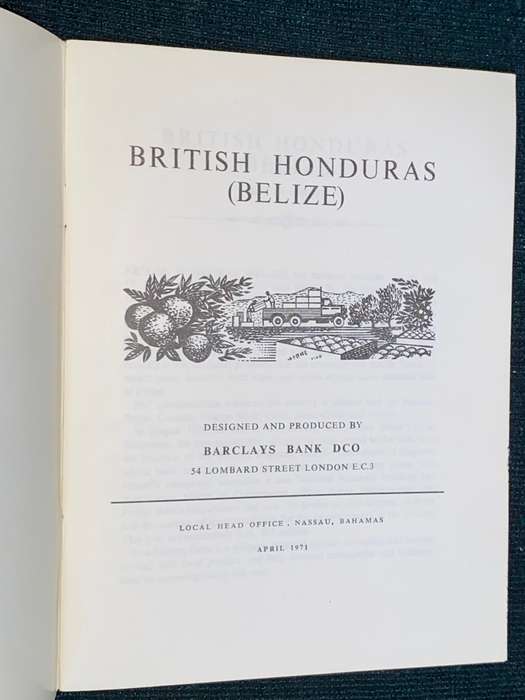 BRITISH HONDURAS
(BELIZE)
DESIGNED AND PRODUCED BY
BARCLAYS BANK DCO
54 LOMBARD STREET LONDON E.C.3
LOCAL HEAD OFFICE, NASSAU, BAHAMAS
APRIL 1971